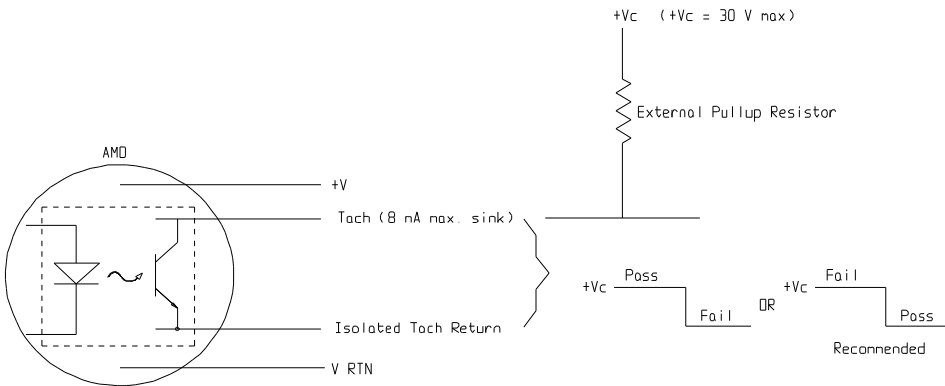 +Vc (+Vc = 30 V max)
External Pullup Resistor
AMD
+V
Tach (8 mA max. sink)
Isolated Tach Return
V RTN
+Vc Pass Fail OR +Vc Fail Pass
Recommended